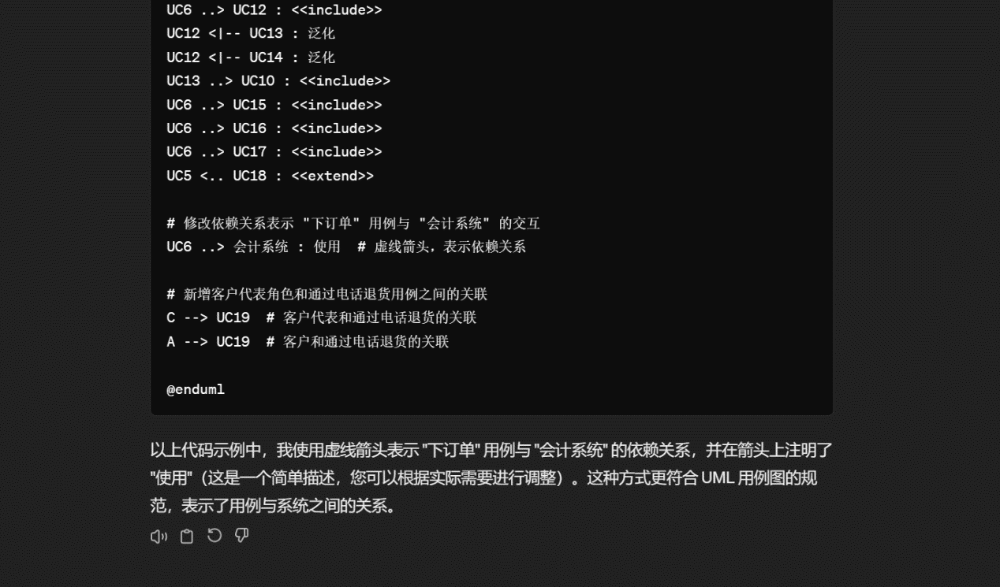 UC6 ..> UC12 : <<include>>
UC12 <|-- UC13 : 泛化
UC12 <|-- UC14 : 泛化
UC13 ..> UC10 : <<include>>
UC6 ..> UC15 : <<include>>
UC6 ..> UC16 : <<include>>
UC6 ..> UC17 : <<include>>
UC5 <.. UC18 : <<extend>>
# 修改依赖关系表示 "下订单" 用例与 "会计系统" 的交互
UC6 ..> 会计系统 : 使用  # 虚线箭头，表示依赖关系
# 新增客户代表角色和通过电话退货用例之间的关联
C --> UC19  # 客户代表和通过电话退货的关联
A --> UC19  # 客户和通过电话退货的关联
@enduml
以上代码示例中，我使用虚线箭头表示 "下订单" 用例与 "会计系统" 的依赖关系，并在箭头上注明了
"使用"（这是一个简单描述，您可以根据实际需要进行调整）。这种方式更符合 UML 用例图的规
范，表示了用例与系统之间的关系。